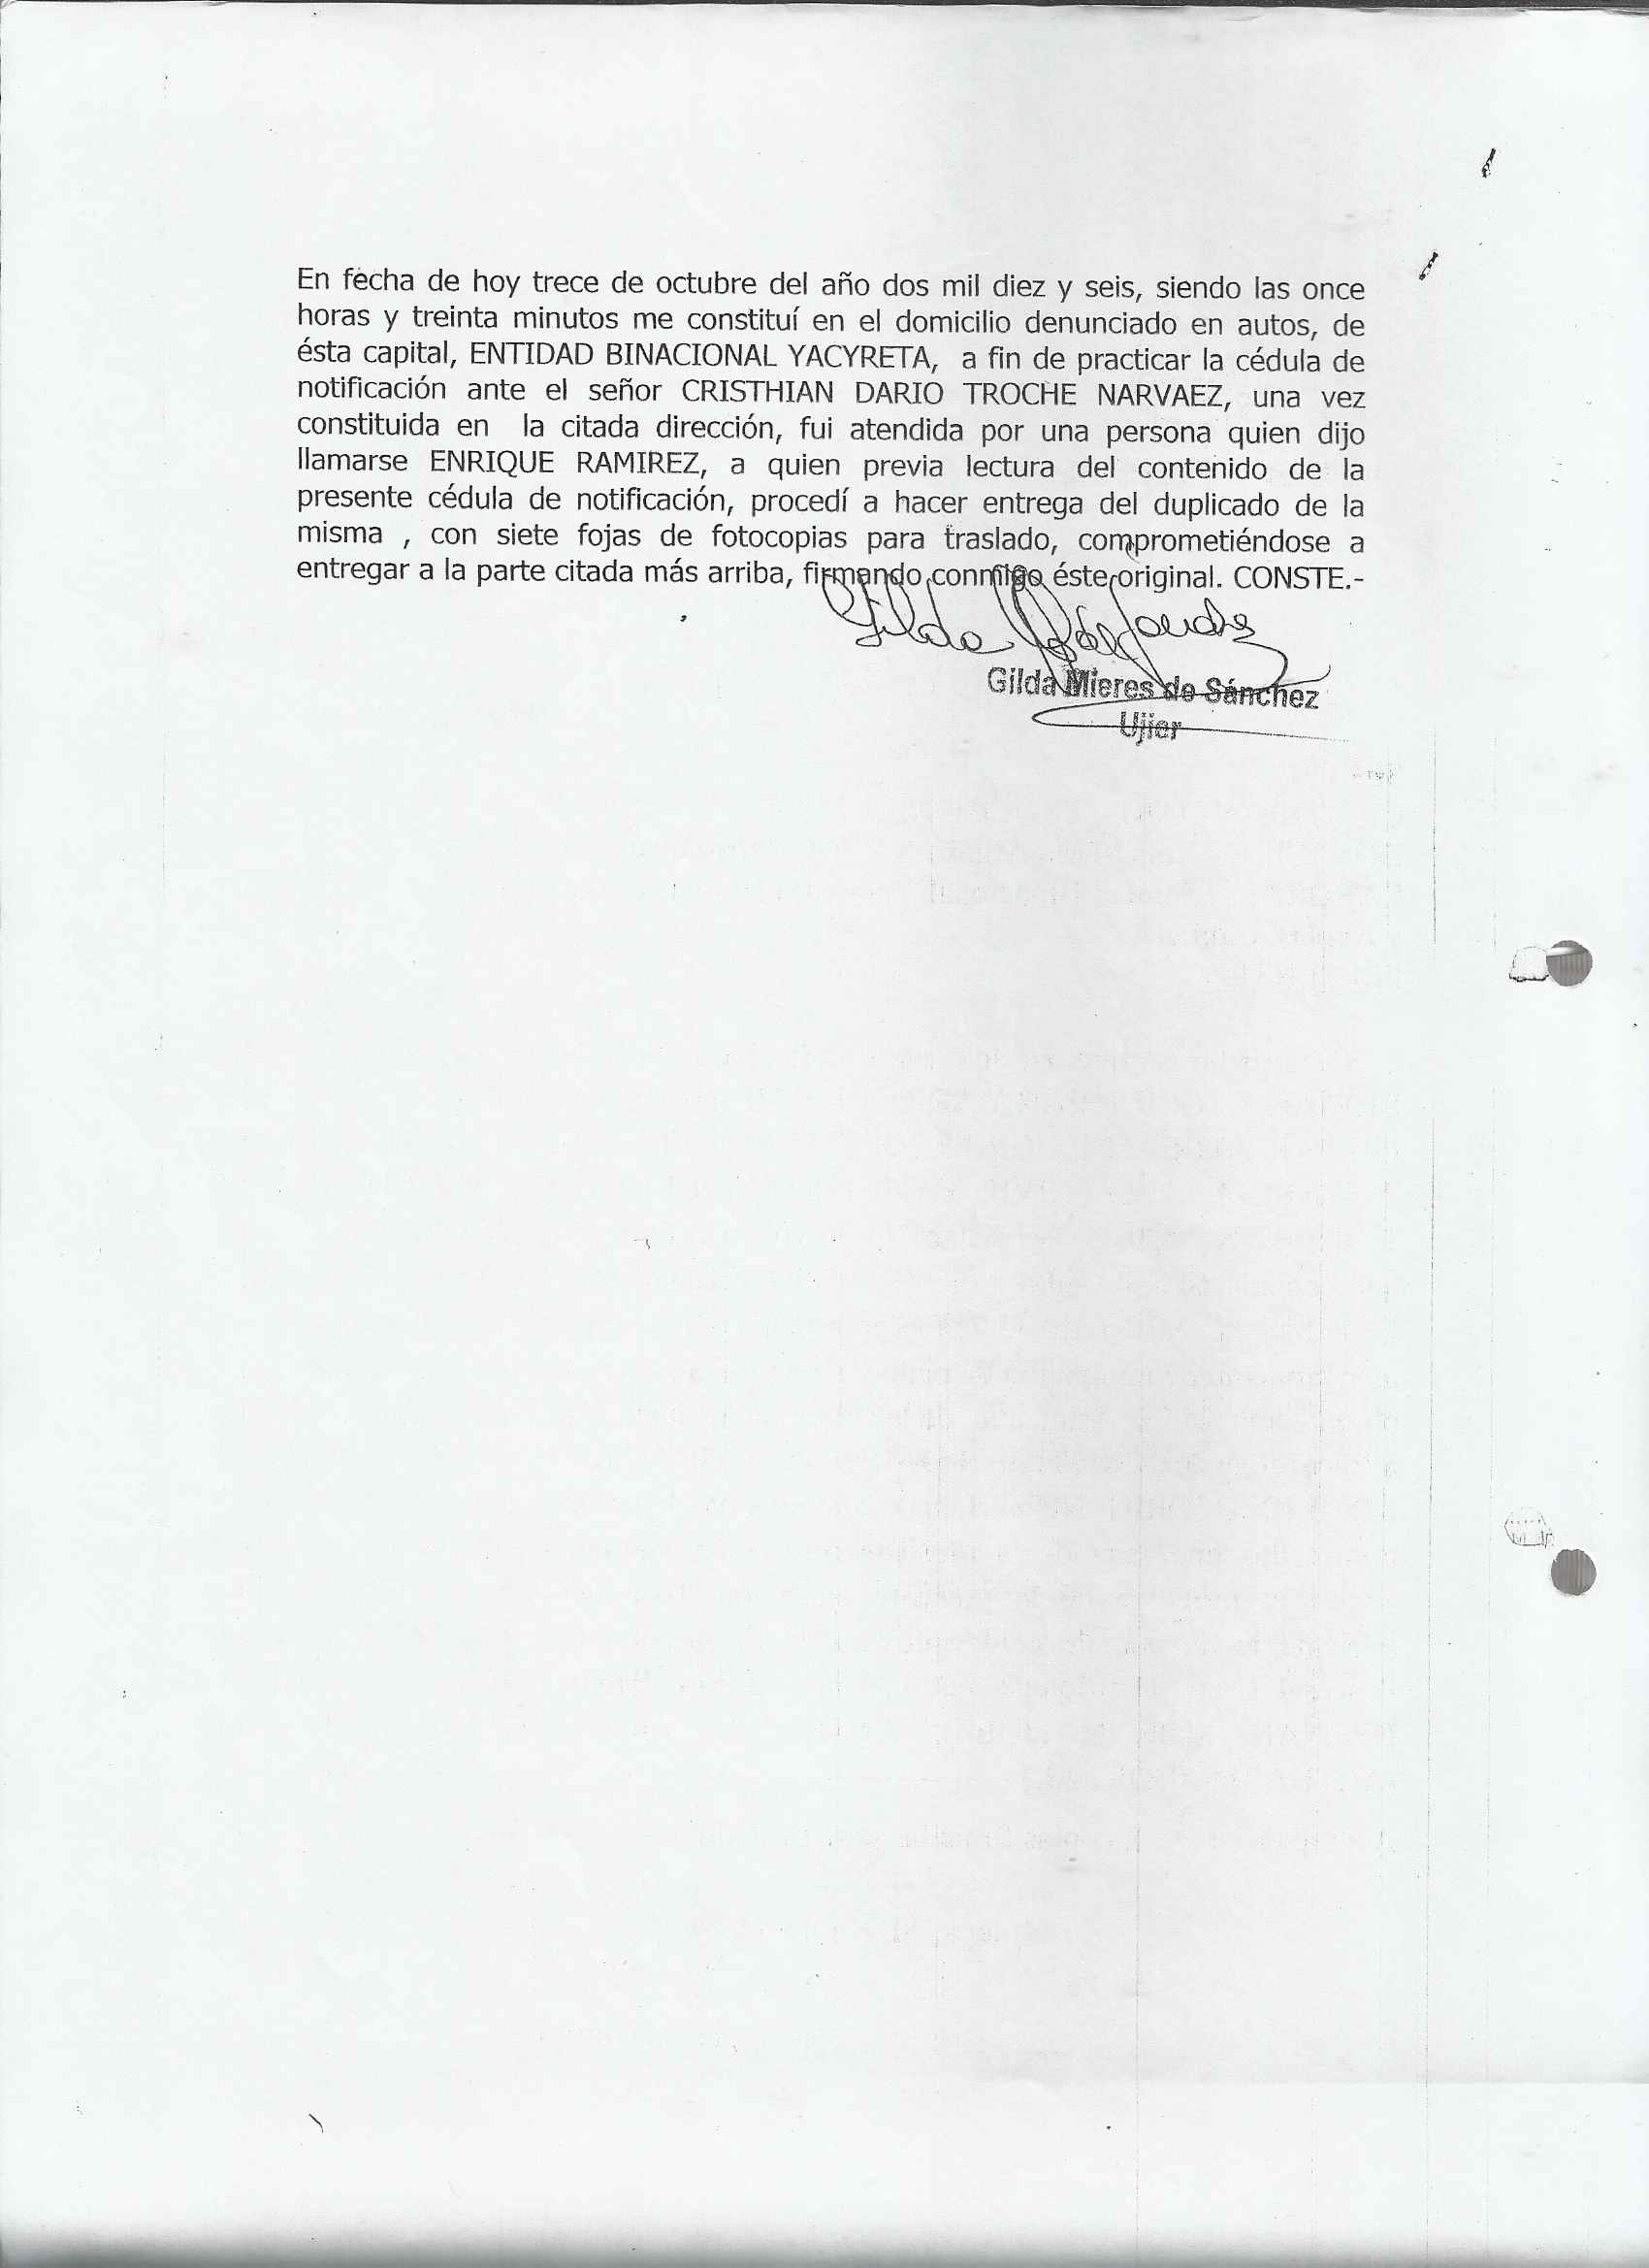 En fecha de hoy trece de octubre del año dos mil diez y seis, siendo las once
horas y treinta minutos me constituí en el domicilio denunciado en autos, de
ésta capital, ENTIDAD BINACIONAL YACYRETA, a fin de practicar la cédula de
notificación ante el señor CRISTHIAN DARIO TROCHE NARVAEZ, una vez
constituida en la citada dirección, fui atendida por una persona quien dijo
llamarse ENRIQUE RAMIREZ, a quien previa lectura del contenido de la
presente cédula de notificación, procedí a hacer entrega del duplicado de la
misma , con siete fojas de fotocopias para traslado, comprometiéndose a
entregar a la parte citada más arriba, firmando conmigo éste original. CONSTE.-
Gilda
Gilda Mieres de Sánchez
Ujier